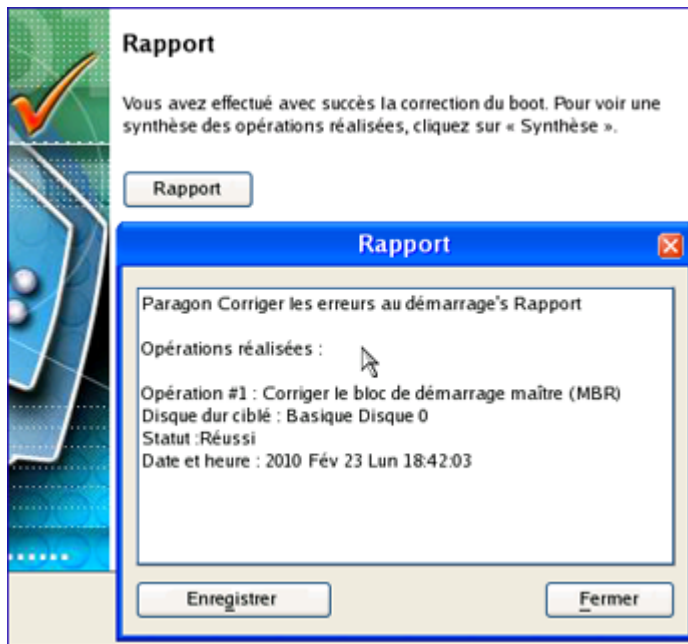 Rapport
Vous avez effectué avec succès la correction du boot. Pour voir une
synthèse des opérations réalisées, cliquez sur « Synthèse ».
Rapport
Rapport
Paragon Corriger les erreurs au démarrage's Rapport
Opérations réalisées :
Opération #1 : Corriger le bloc de démarrage maître (MBR)
Disque dur ciblé : Basique Disque 0
Statut :Réussi
Date et heure : 2010 Fév 23 Lun 18:42:03
Enregistrer
Fermer